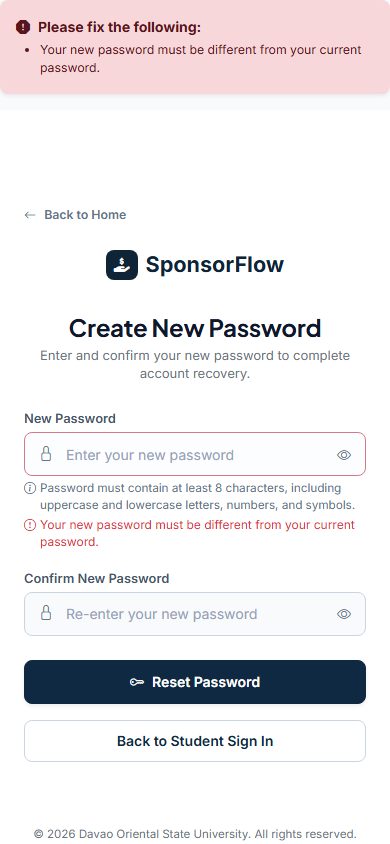 Please fix the following:
• Your new password must be different from your current
password.
← Back to Home
SponsorFlow
Create New Password
Enter and confirm your new password to complete
account recovery.
New Password
Enter your new password
Password must contain at least 8 characters, including
uppercase and lowercase letters, numbers, and symbols.
Your new password must be different from your current
password.
Confirm New Password
Re-enter your new password
Reset Password
Back to Student Sign In
© 2026 Davao Oriental State University. All rights reserved.